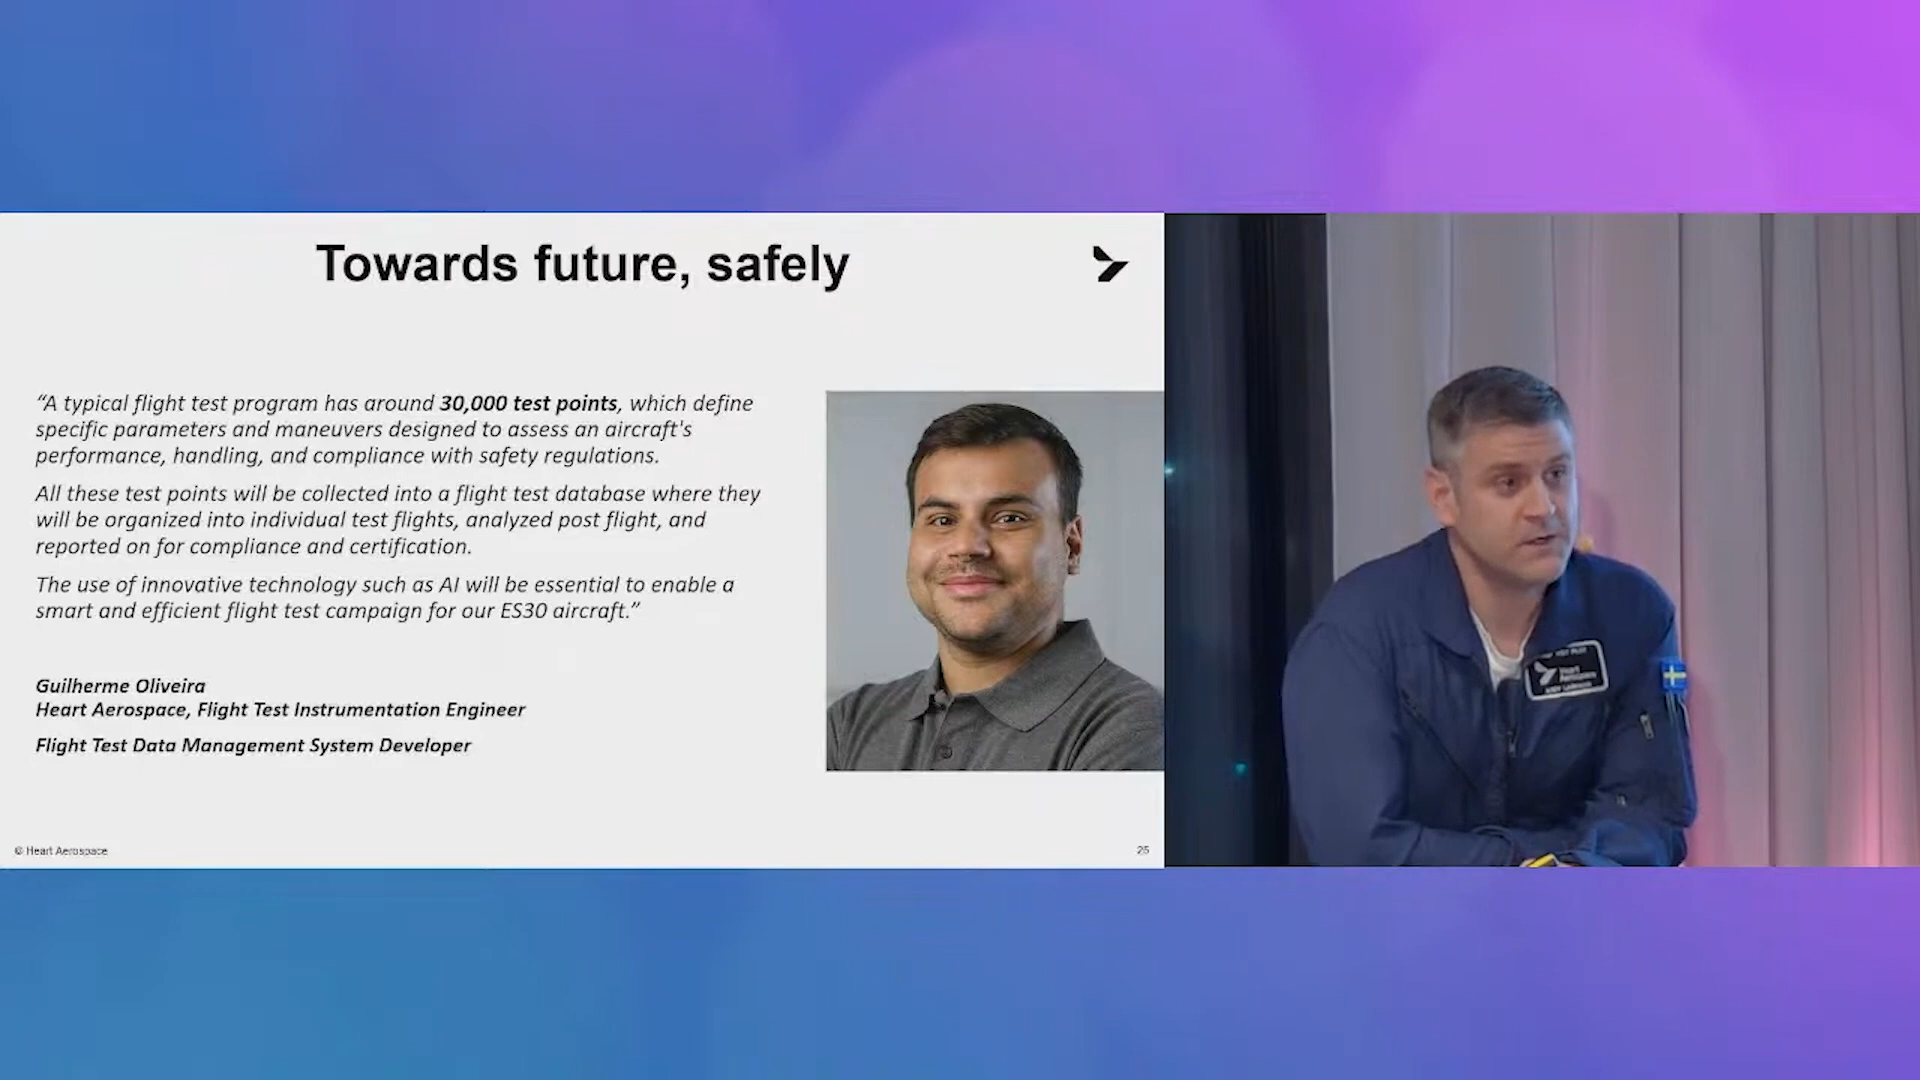 Towards future, safely
“A typical flight test program has around 30,000 test points, which define
specific parameters and maneuvers designed to assess an aircraft's
performance, handling, and compliance with safety regulations.
All these test points will be collected into a flight test database where they
will be organized into individual test flights, analyzed post flight, and
reported on for compliance and certification.
The use of innovative technology such as AI will be essential to enable a
smart and efficient flight test campaign for our ES30 aircraft.”
Guilherme Oliveira
Heart Aerospace, Flight Test Instrumentation Engineer
Flight Test Data Management System Developer
© Heart Aerospace
25
Heart
Aerospace